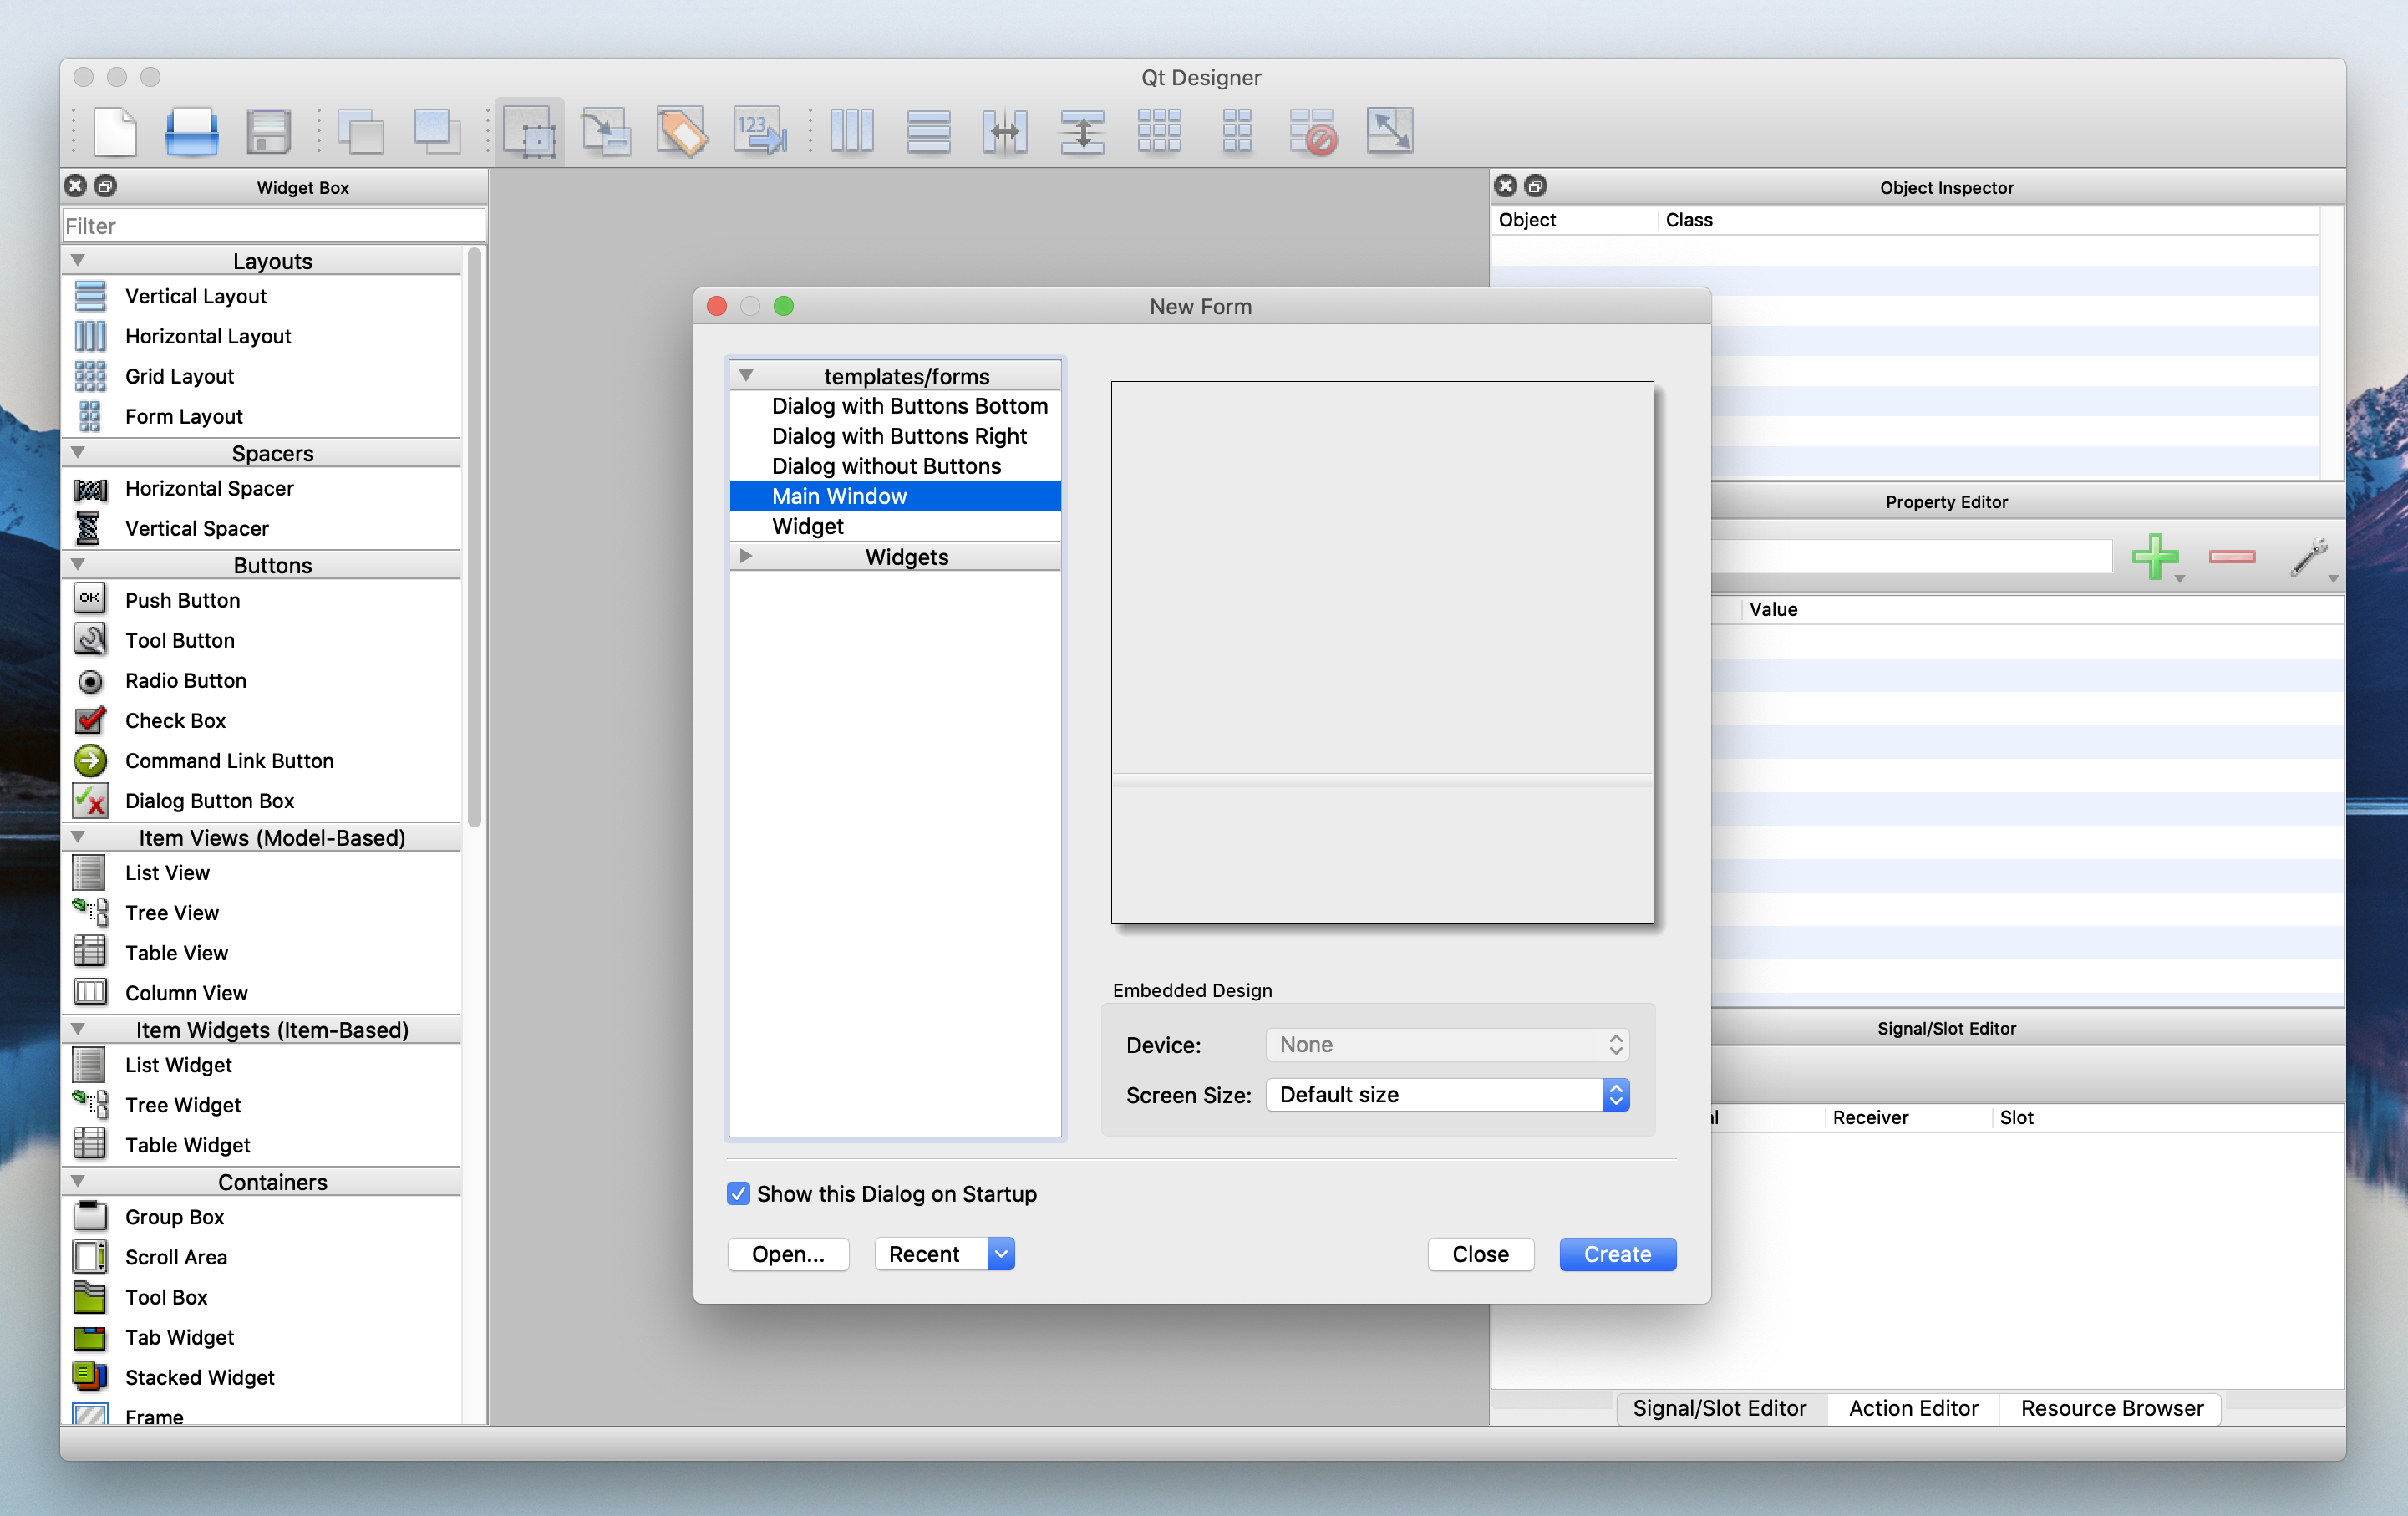 Qt Designer
123
Widget Box
Filter
Layouts
Vertical Layout
Horizontal Layout
Grid Layout
Form Layout
Spacers
Horizontal Spacer
Vertical Spacer
Buttons
OK
Push Button
Tool Button
Radio Button
Check Box
Command Link Button
Dialog Button Box
Item Views (Model-Based)
List View
Tree View
Table View
Column View
Item Widgets (Item-Based)
List Widget
Tree Widget
Table Widget
Containers
Group Box
Scroll Area
Tool Box
Tab Widget
Stacked Widget
Frame
New Form
templates/forms
Dialog with Buttons Bottom
Dialog with Buttons Right
Dialog without Buttons
Main Window
Widget
Widgets
Embedded Design
Device: None
Screen Size: Default size
Show this Dialog on Startup
Open... Recent Close Create
Object Inspector
Object Class
Property Editor
Value
Signal/Slot Editor
Receiver Slot
Signal/Slot Editor Action Editor Resource Browser